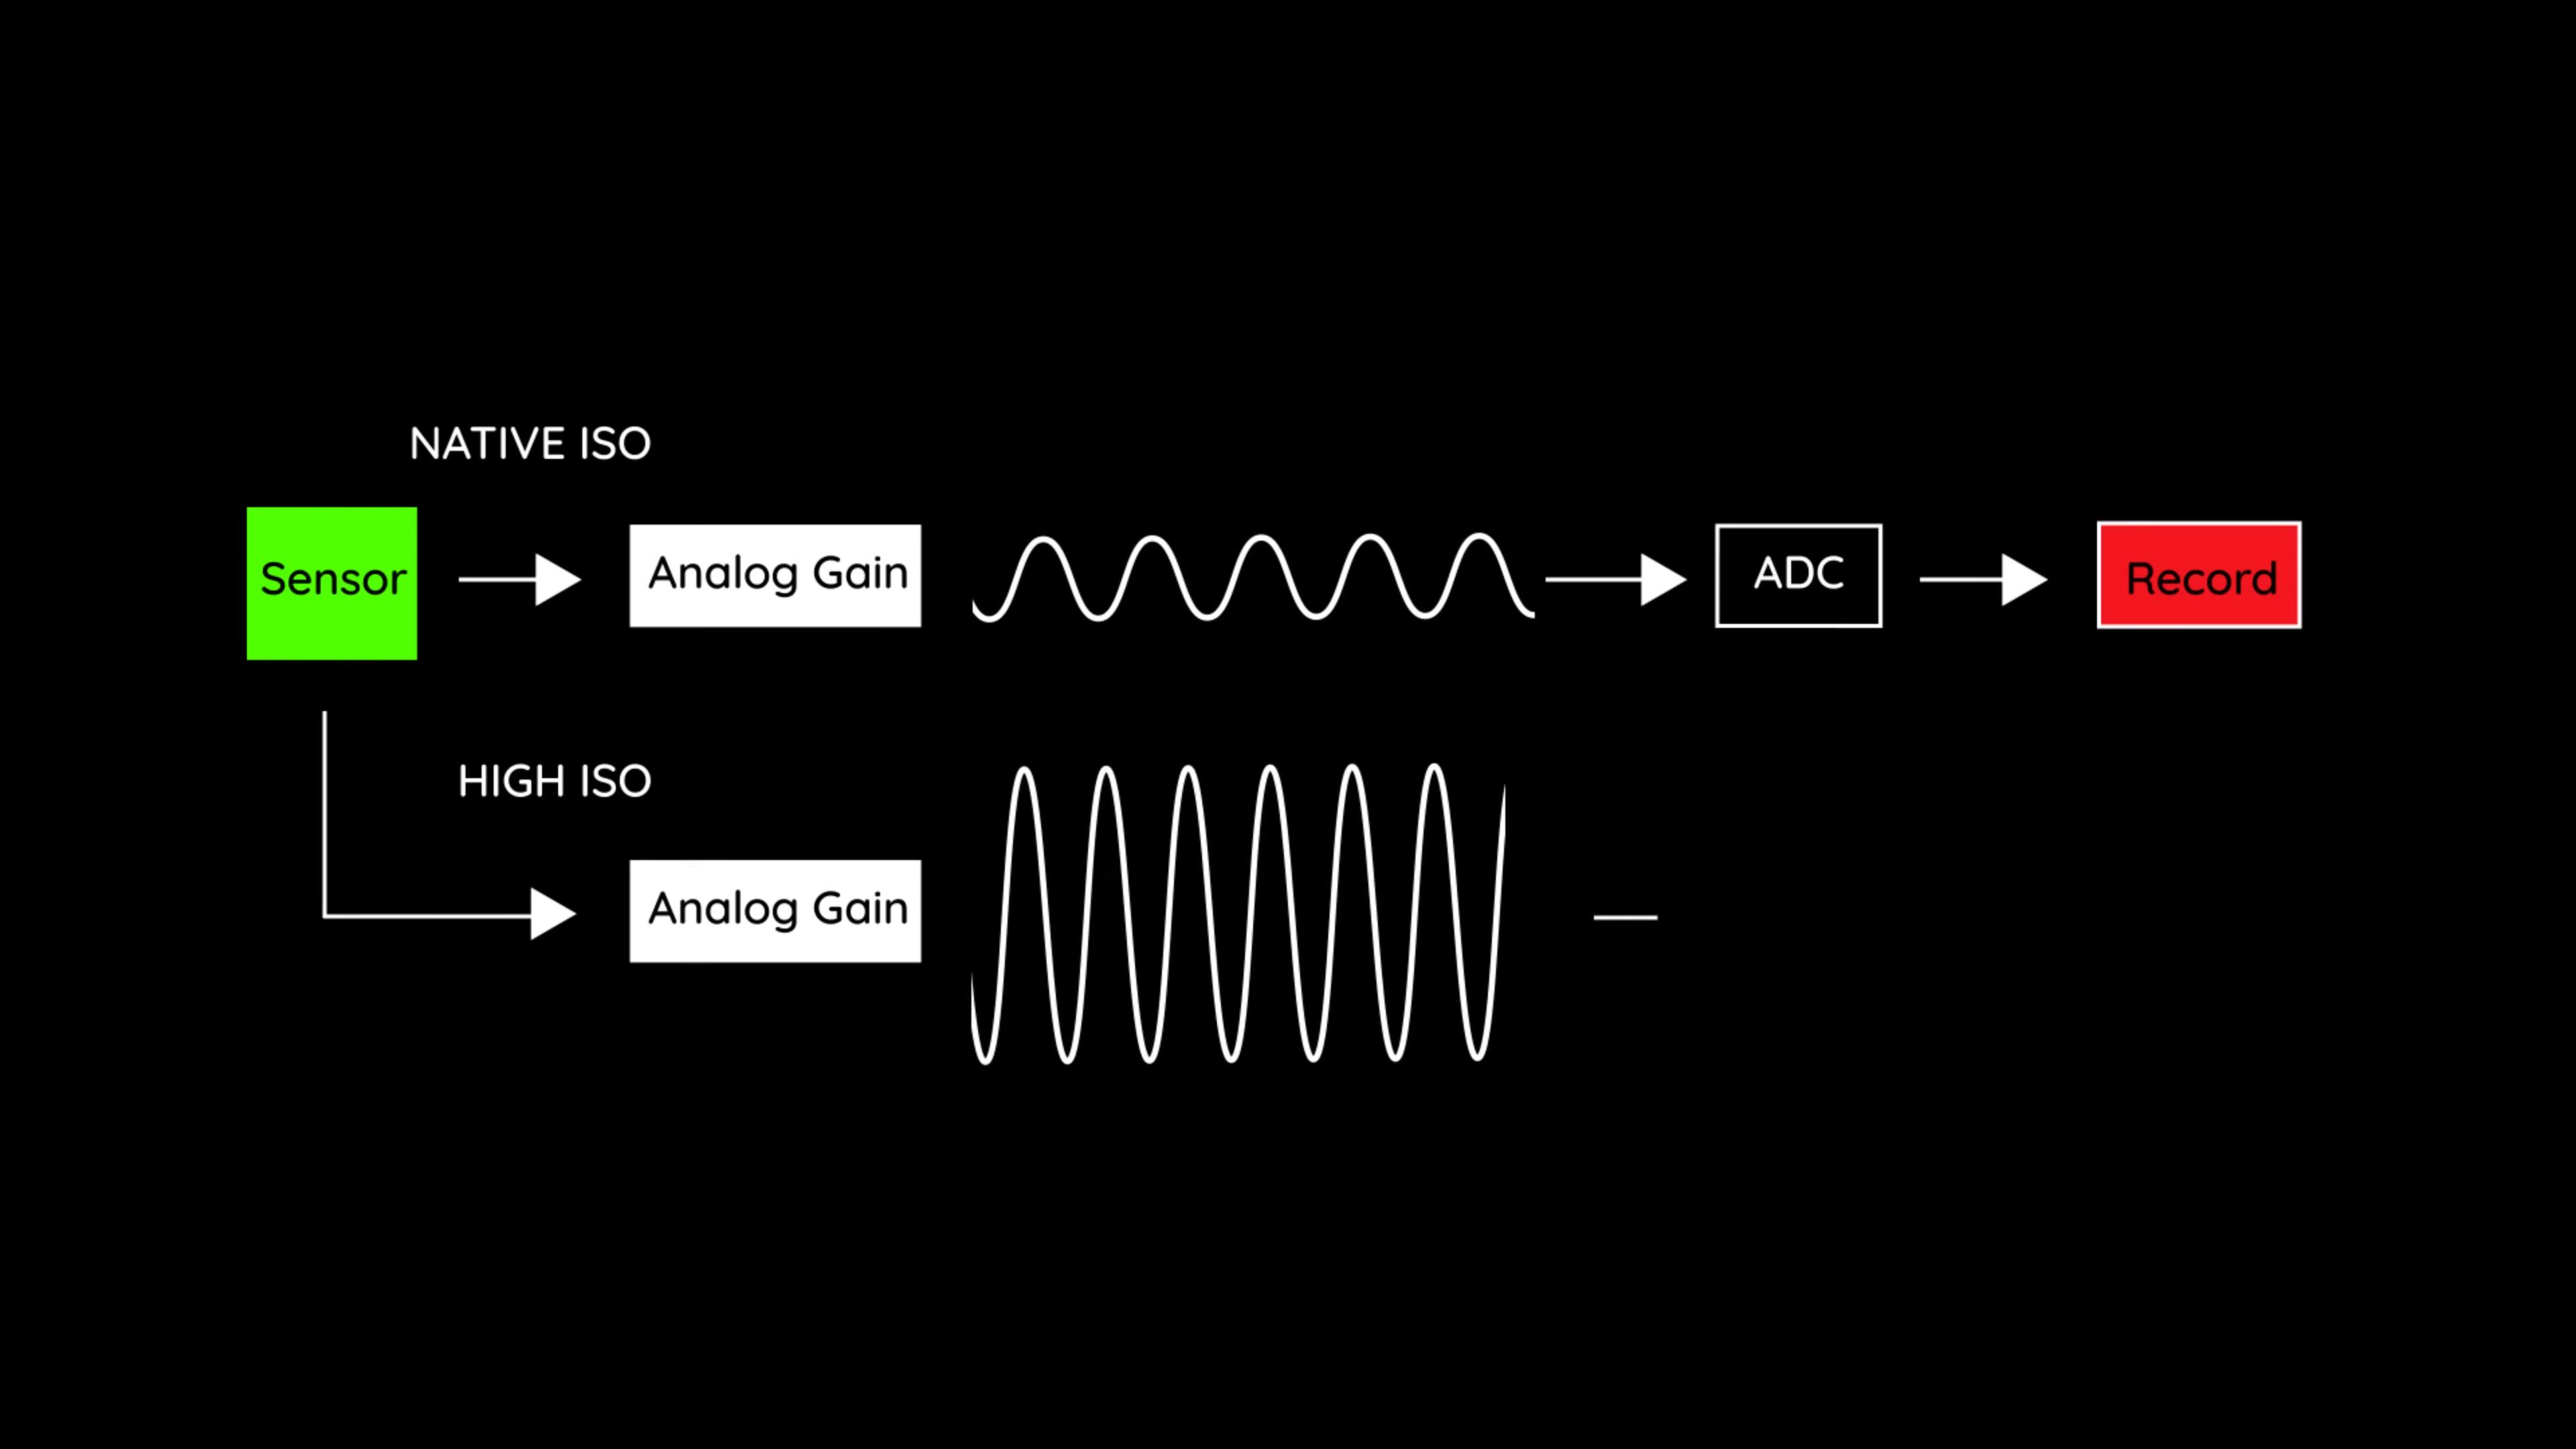 NATIVE ISO
Sensor
Analog Gain
ADC
Record
HIGH ISO
Analog Gain